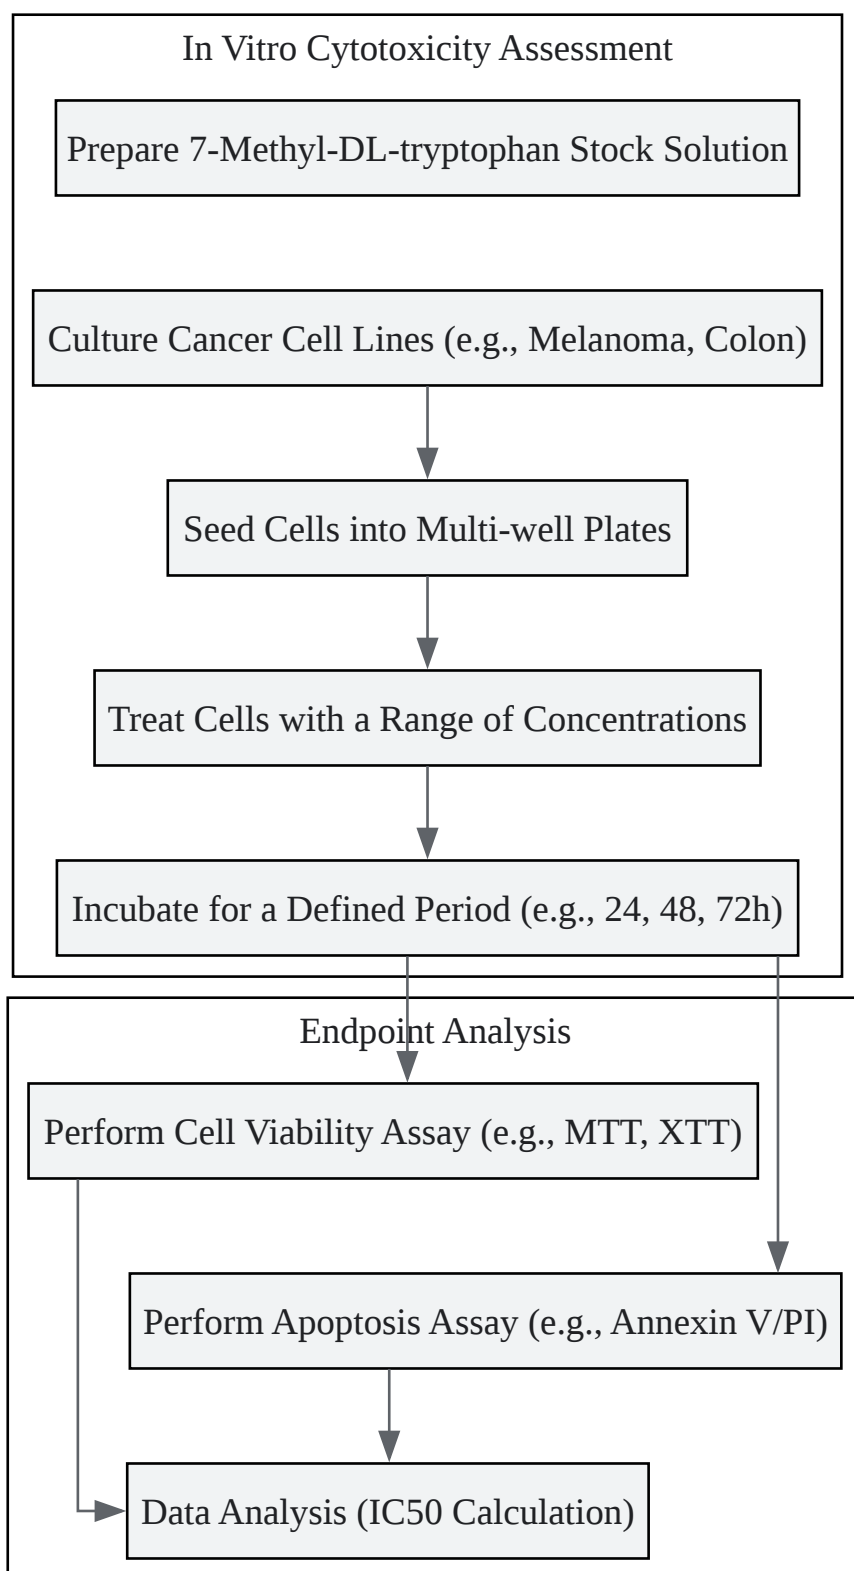 In Vitro Cytotoxicity Assessment
Prepare 7-Methyl-DL-tryptophan Stock Solution
Culture Cancer Cell Lines (e.g., Melanoma, Colon)
Seed Cells into Multi-well Plates
Treat Cells with a Range of Concentrations
Incubate for a Defined Period (e.g., 24, 48, 72h)
Endpoint Analysis
Perform Cell Viability Assay (e.g., MTT, XTT)
Perform Apoptosis Assay (e.g., Annexin V/PI)
Data Analysis (IC50 Calculation)